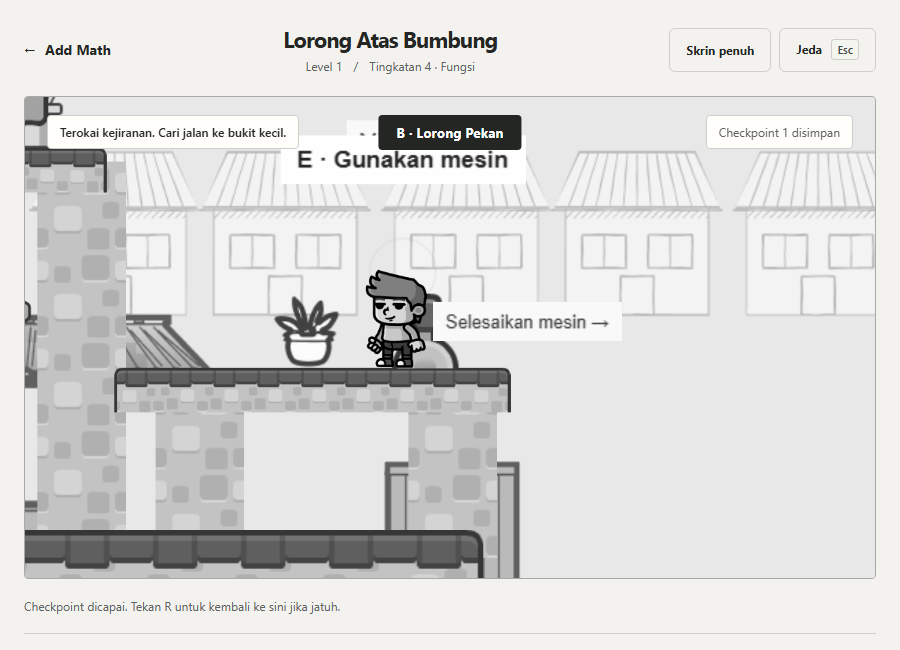 ← Add Math
Lorong Atas Bumbung
Level 1 / Tingkatan 4 · Fungsi
Skrin penuh
Jeda Esc
Terokai kejiranan. Cari jalan ke bukit kecil.
B · Lorong Pekan
Checkpoint 1 disimpan
E · Gunakan mesin
Selesaikan mesin →
Checkpoint dicapai. Tekan R untuk kembali ke sini jika jatuh.